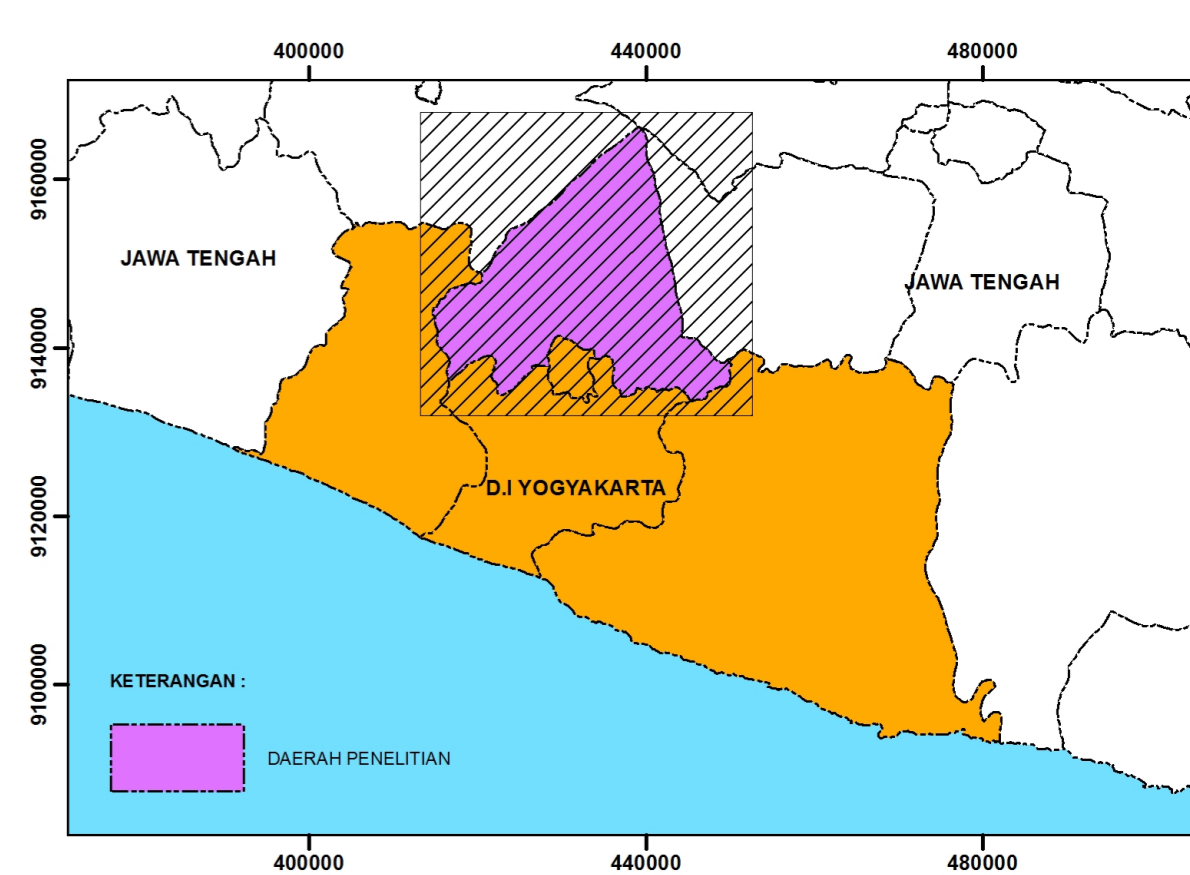 400000 440000 480000
9160000
9140000
9120000
9100000
JAWA TENGAH
JAWA TENGAH
D.I YOGYAKARTA
KETERANGAN :
DAERAH PENELITIAN
400000 440000 480000